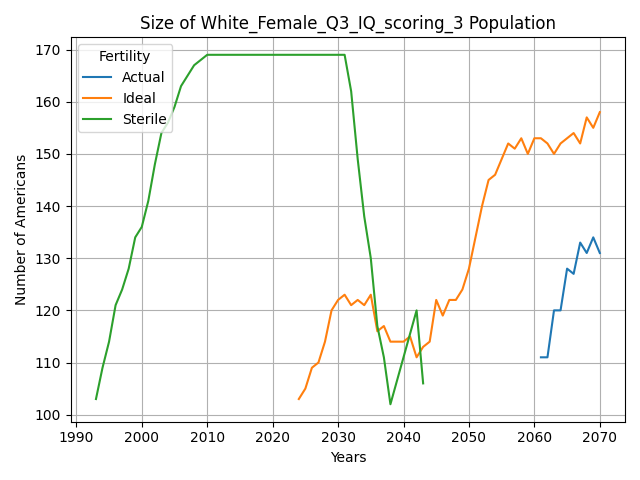 Size of White_Female_Q3_IQ_scoring_3 Population
Fertility
Actual
Ideal
Sterile
Number of Americans
170
160
150
140
130
120
110
100
1990
2000
2010
2020
2030
2040
2050
2060
2070
Years